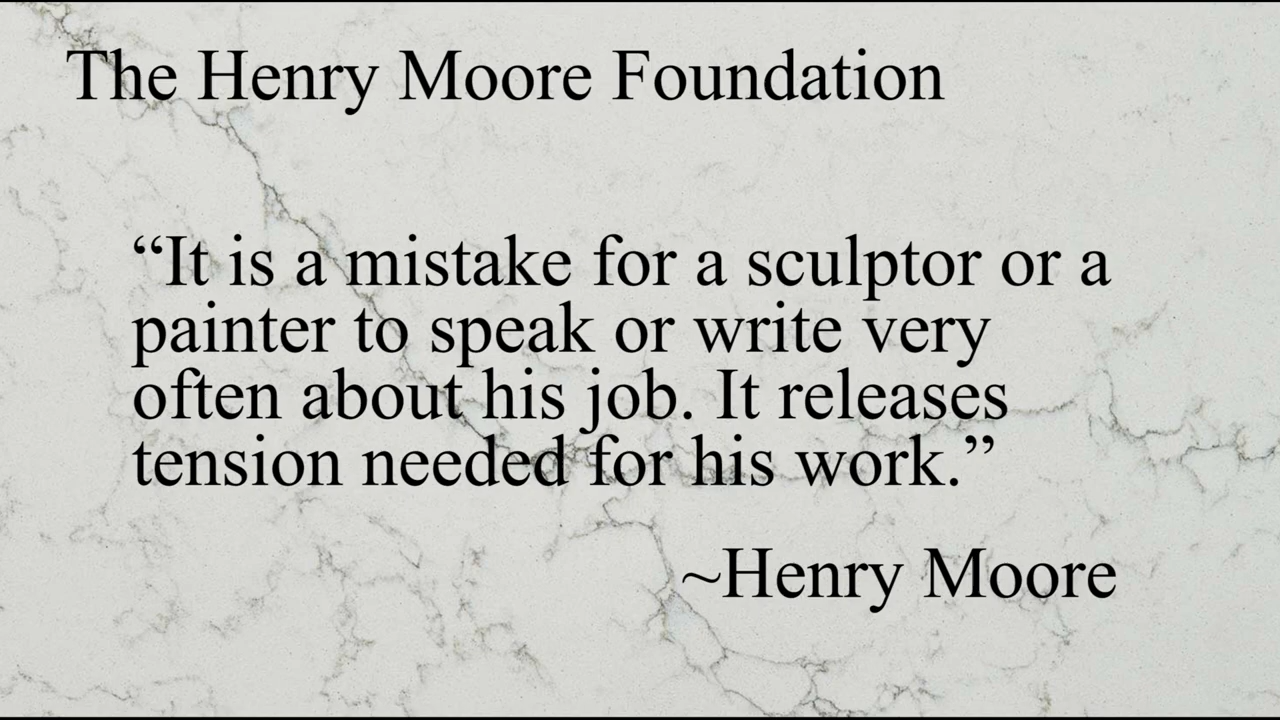 The Henry Moore Foundation
“It is a mistake for a sculptor or a
painter to speak or write very
often about his job. It releases
tension needed for his work.”
~Henry Moore